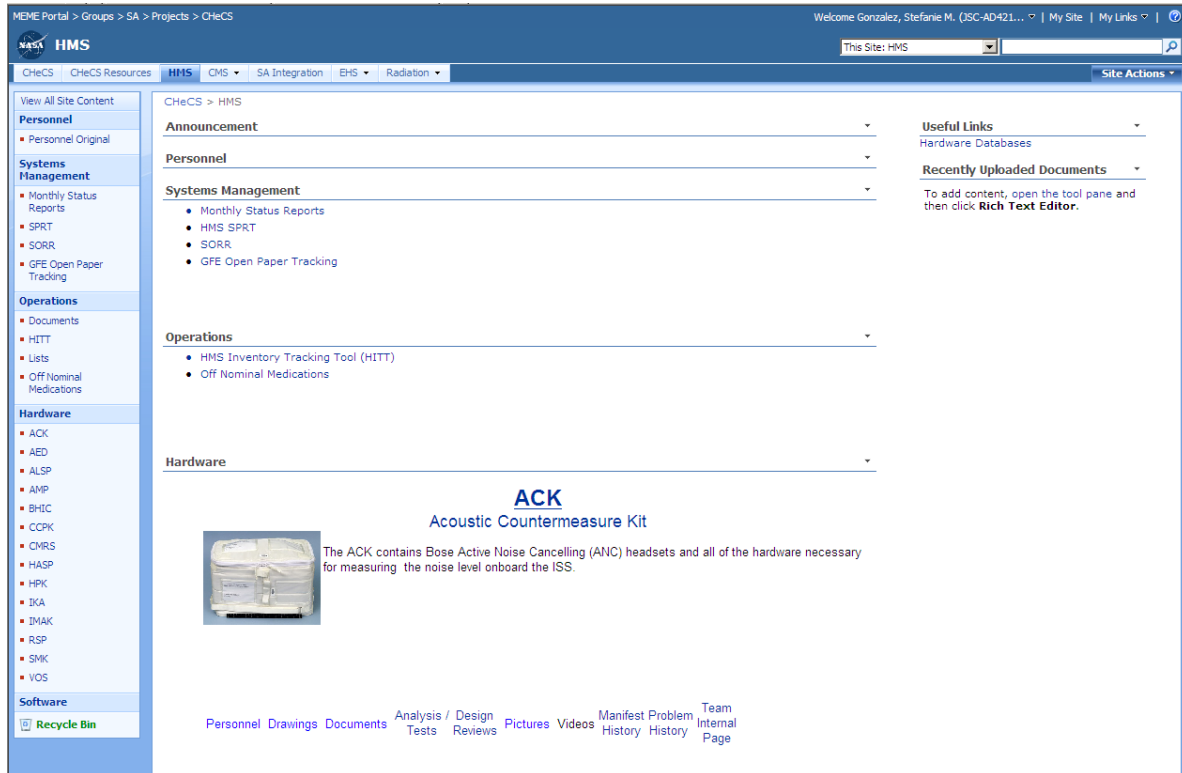 MEME Portal > Groups > SA > Projects > CHeCS
Welcome Gonzalez, Stefanie M. (JSC-AD421... | My Site | My Links |
NASA HMS
This Site: HMS
CHeCS CHeCS Resources HMS CMS SA Integration EHS Radiation
Site Actions
View All Site Content
Personnel
Personnel Original
Systems
Management
Monthly Status
Reports
SPRT
SORR
GFE Open Paper
Tracking
Operations
Documents
HITT
Lists
Off Nominal
Medications
Hardware
ACK
AED
ALSP
AMP
BHIC
CCPK
CMRS
HASP
HPK
IKA
IMAK
RSP
SMK
VOS
Software
Recycle Bin
CHeCS > HMS
Announcement
Personnel
Systems Management
Monthly Status Reports
HMS SPRT
SORR
GFE Open Paper Tracking
Operations
HMS Inventory Tracking Tool (HITT)
Off Nominal Medications
Hardware
ACK
Acoustic Countermeasure Kit
The ACK contains Bose Active Noise Cancelling (ANC) headsets and all of the hardware necessary
for measuring the noise level onboard the ISS.
Personnel Drawings Documents Analysis / Tests Design Reviews Pictures Videos Manifest History Problem History Team Internal Page
Useful Links
Hardware Databases
Recently Uploaded Documents
To add content, open the tool pane and
then click Rich Text Editor.